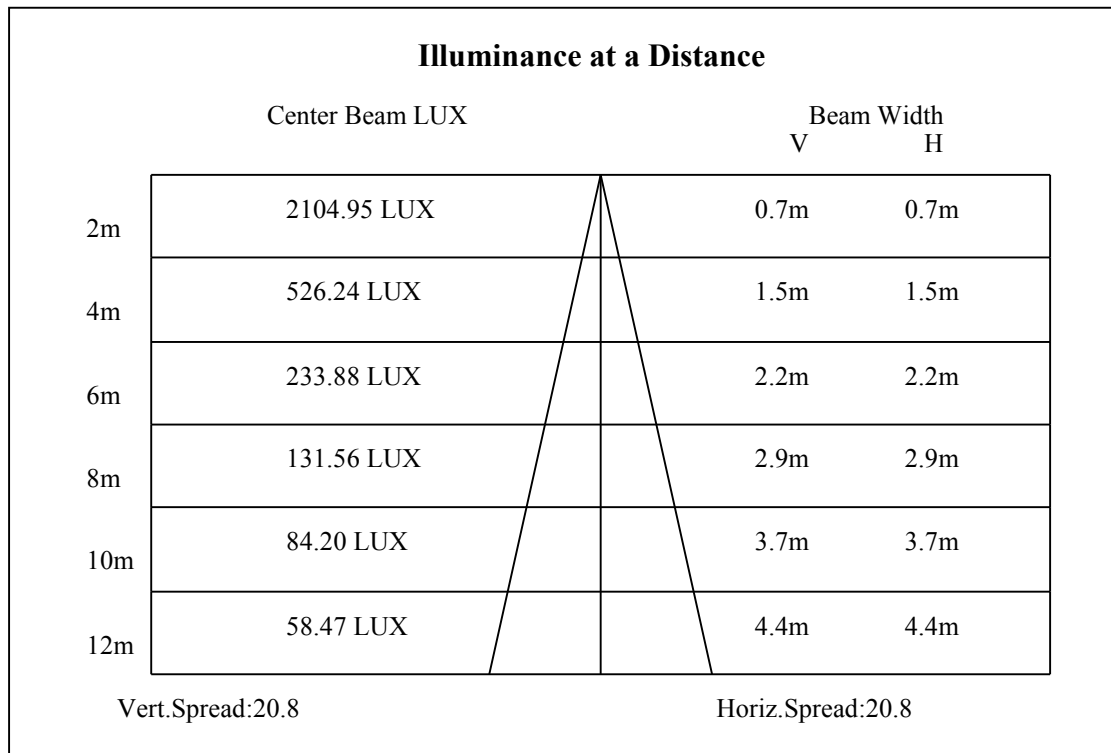 Illuminance at a Distance
Center Beam LUX Beam Width
V H
2m 2104.95 LUX 0.7m 0.7m
4m 526.24 LUX 1.5m 1.5m
6m 233.88 LUX 2.2m 2.2m
8m 131.56 LUX 2.9m 2.9m
10m 84.20 LUX 3.7m 3.7m
12m 58.47 LUX 4.4m 4.4m
Vert.Spread:20.8 Horiz.Spread:20.8